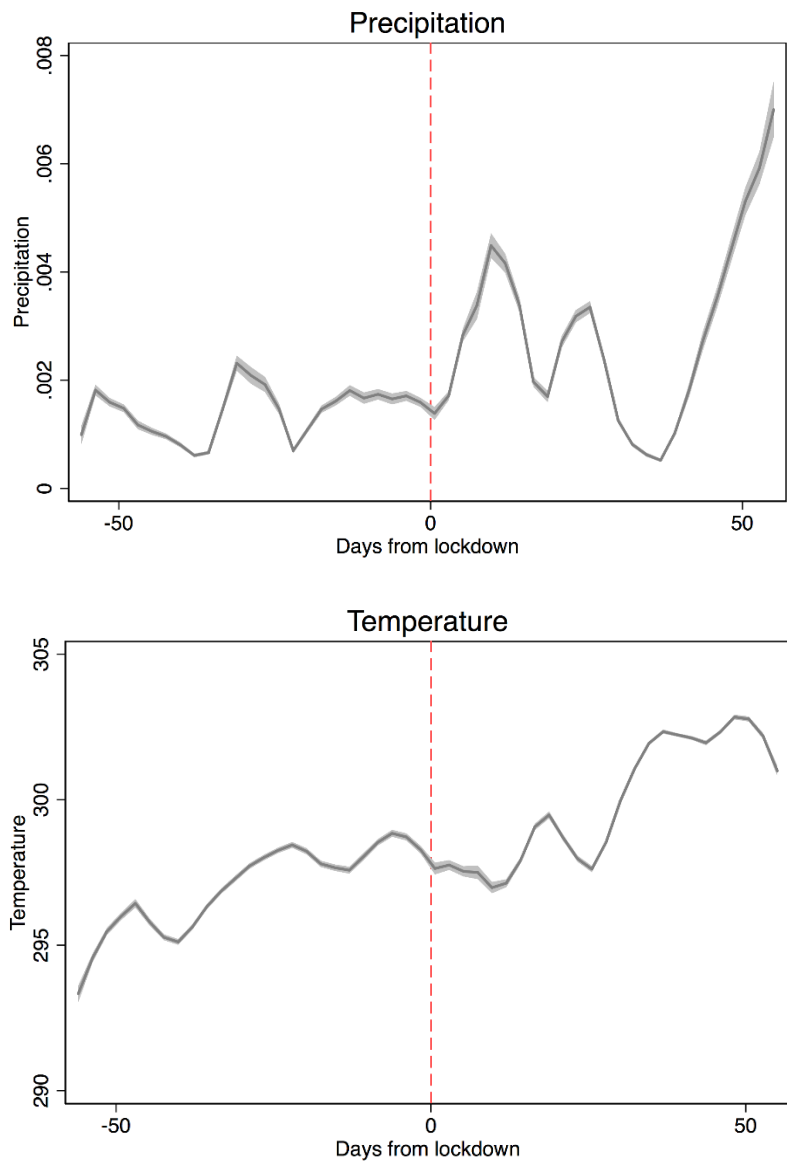 Precipitation
.008
.006
.004
.002
0
Precipitation
-50
0
50
Days from lockdown
Temperature
305
300
295
290
Temperature
-50
0
50
Days from lockdown